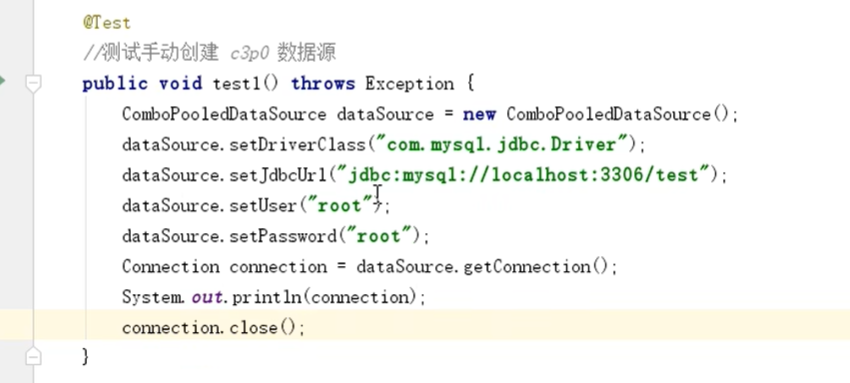 @Test
//测试手动创建 c3p0 数据源
public void test1() throws Exception {
ComboPooledDataSource dataSource = new ComboPooledDataSource();
dataSource.setDriverClass("com.mysql.jdbc.Driver");
dataSource.setJdbcUrl("jdbc:mysql://localhost:3306/test");
dataSource.setUser("root");
dataSource.setPassword("root");
Connection connection = dataSource.getConnection();
System.out.println(connection);
connection.close();
}